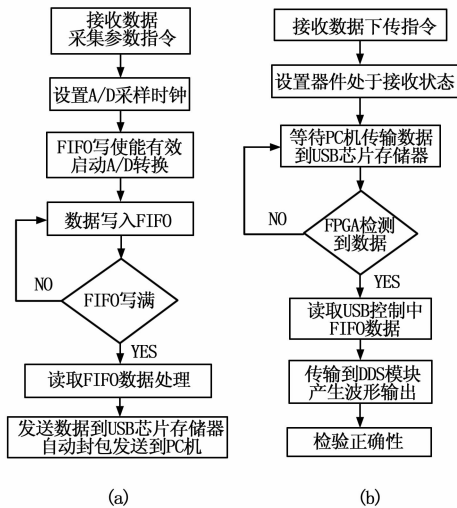 接收数据
采集参数指令
设置A/D采样时钟
FIFO写使能有效
启动A/D转换
数据写入FIFO
NO
FIFO写满
YES
读取FIFO数据处理
发送数据到USB芯片存储器
自动封包发送到PC机
(a)
接收数据下传指令
设置器件处于接收状态
等待PC机传输数据
到USB芯片存储器
NO
FPGA检测
到数据
YES
读取USB控制中
FIFO数据
传输到DDS模块
产生波形输出
检验正确性
(b)